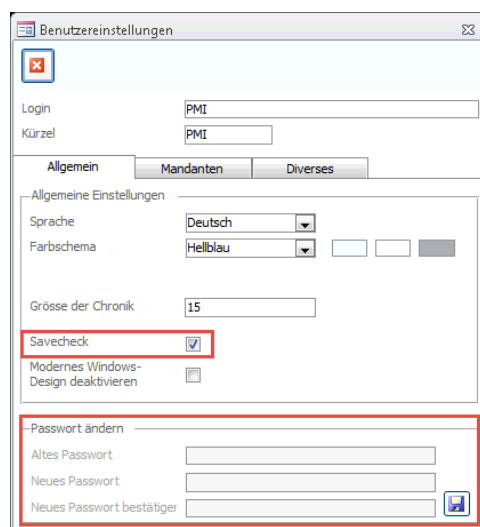 Benutzereinstellungen
Login PMI
Kürzel PMI
Allgemein Mandanten Diverses
Allgemeine Einstellungen
Sprache Deutsch
Farbschema Hellblau
Grösse der Chronik 15
Savecheck
Modernes Windows-
Design deaktivieren
Passwort ändern
Altes Passwort
Neues Passwort
Neues Passwort bestätiger